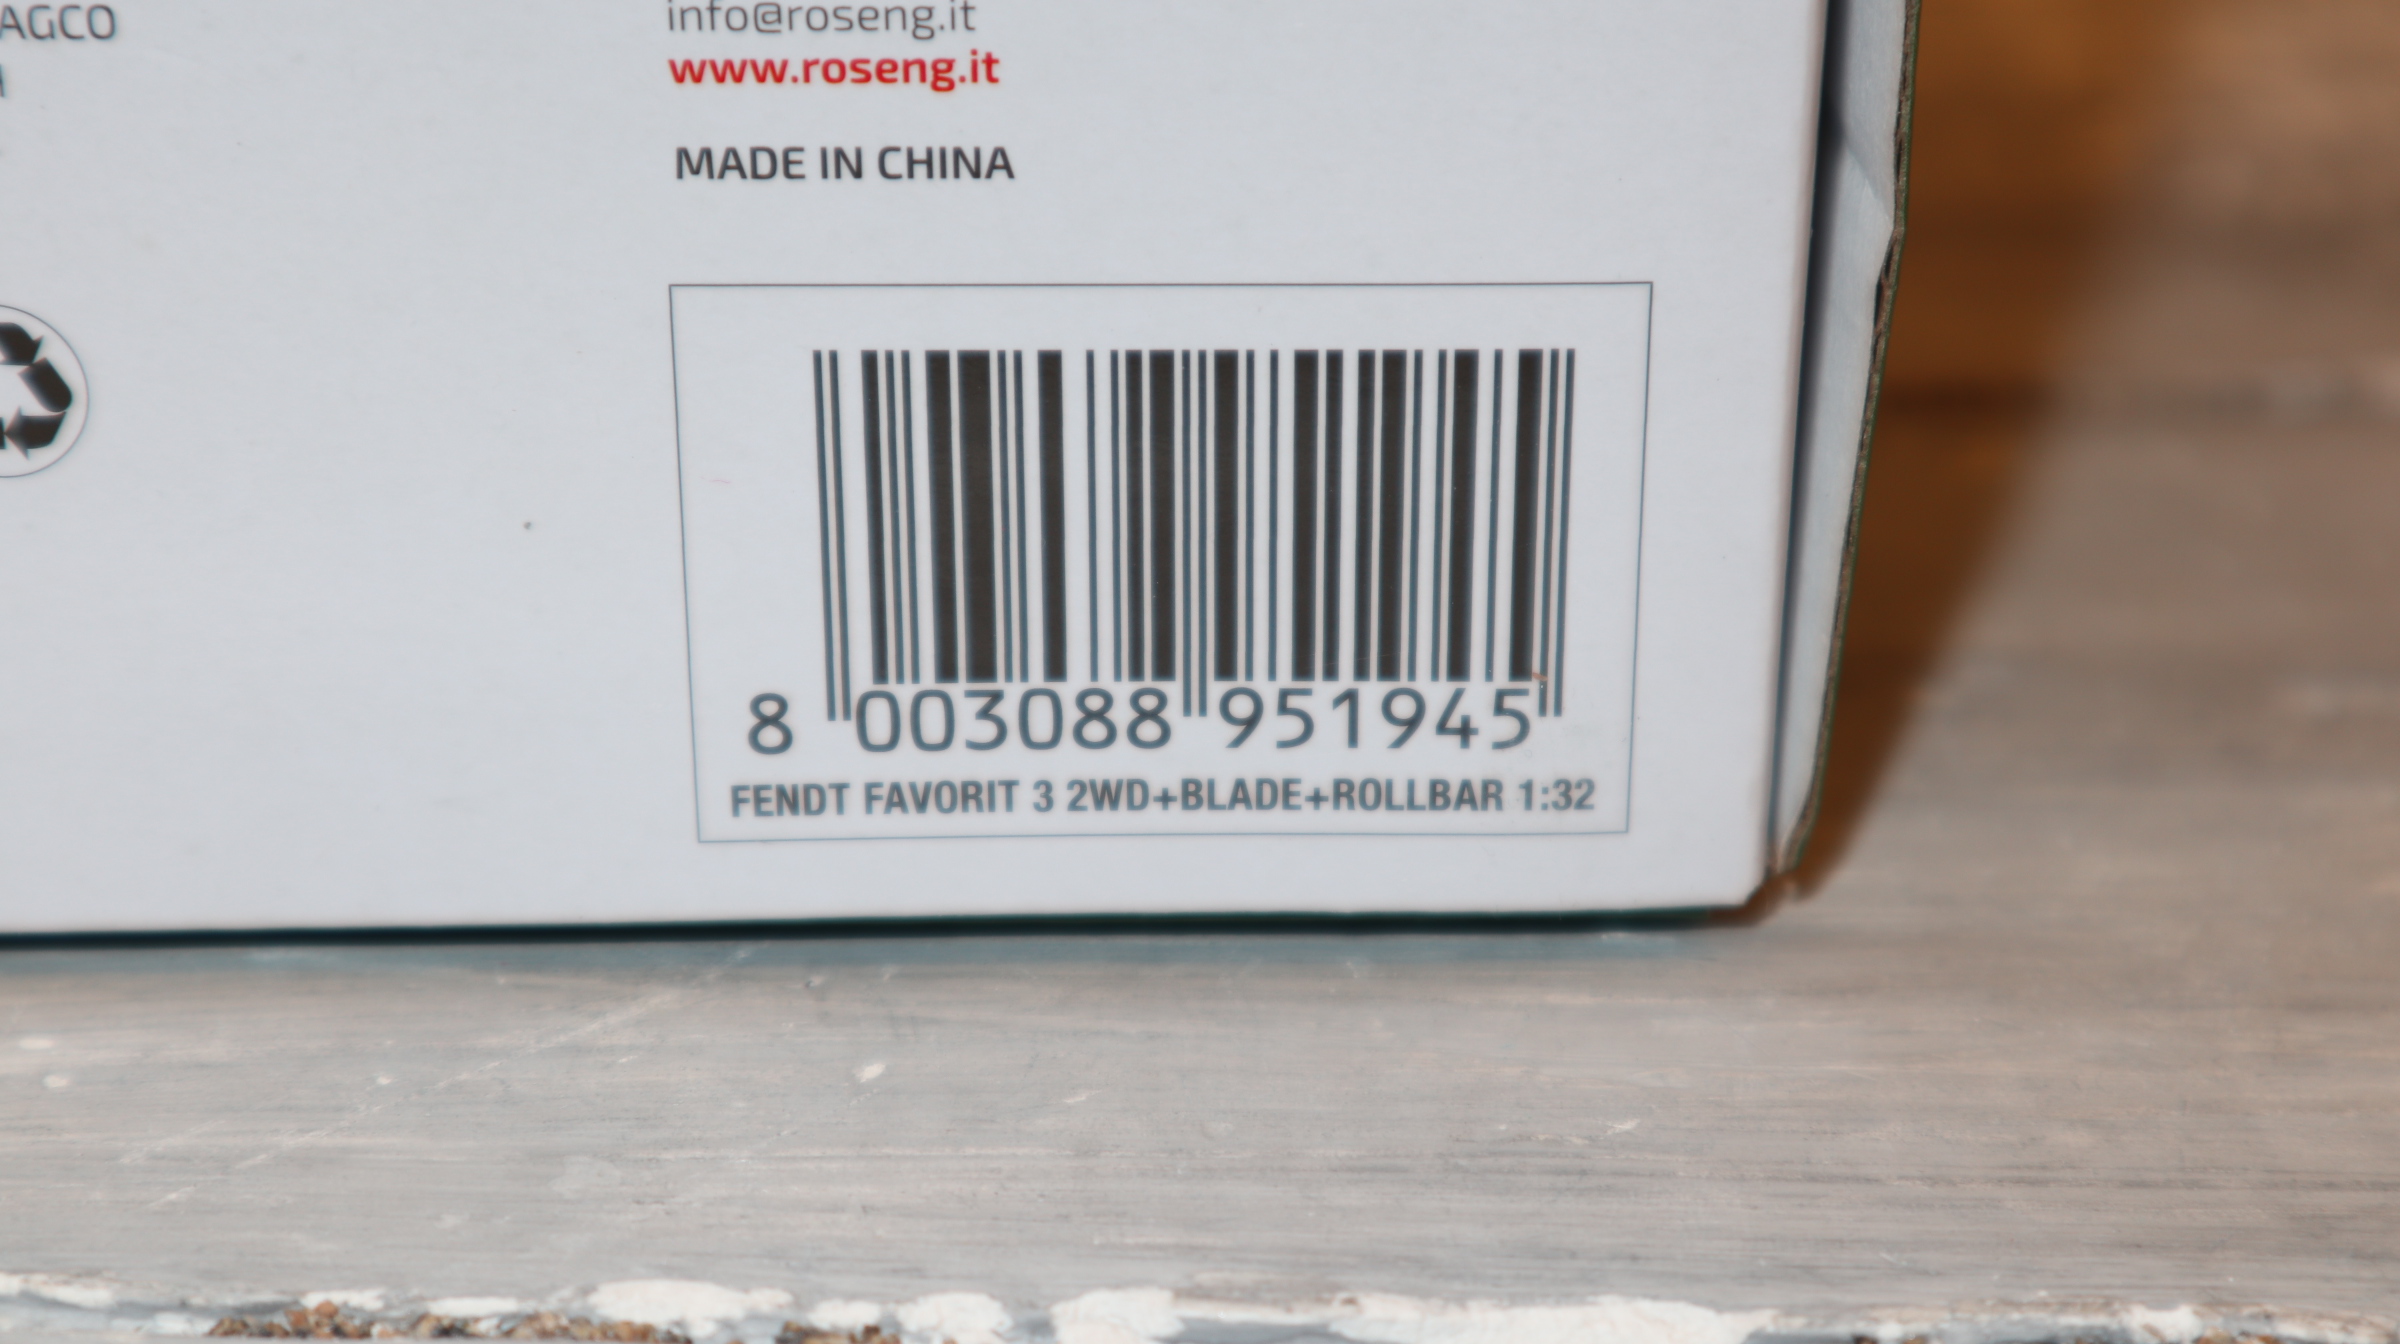 AGCO
info@roseng.it
www.roseng.it
MADE IN CHINA
8 003088 951945
FENDT FAVORIT 3 2WD+BLADE+ROLLBAR 1:32